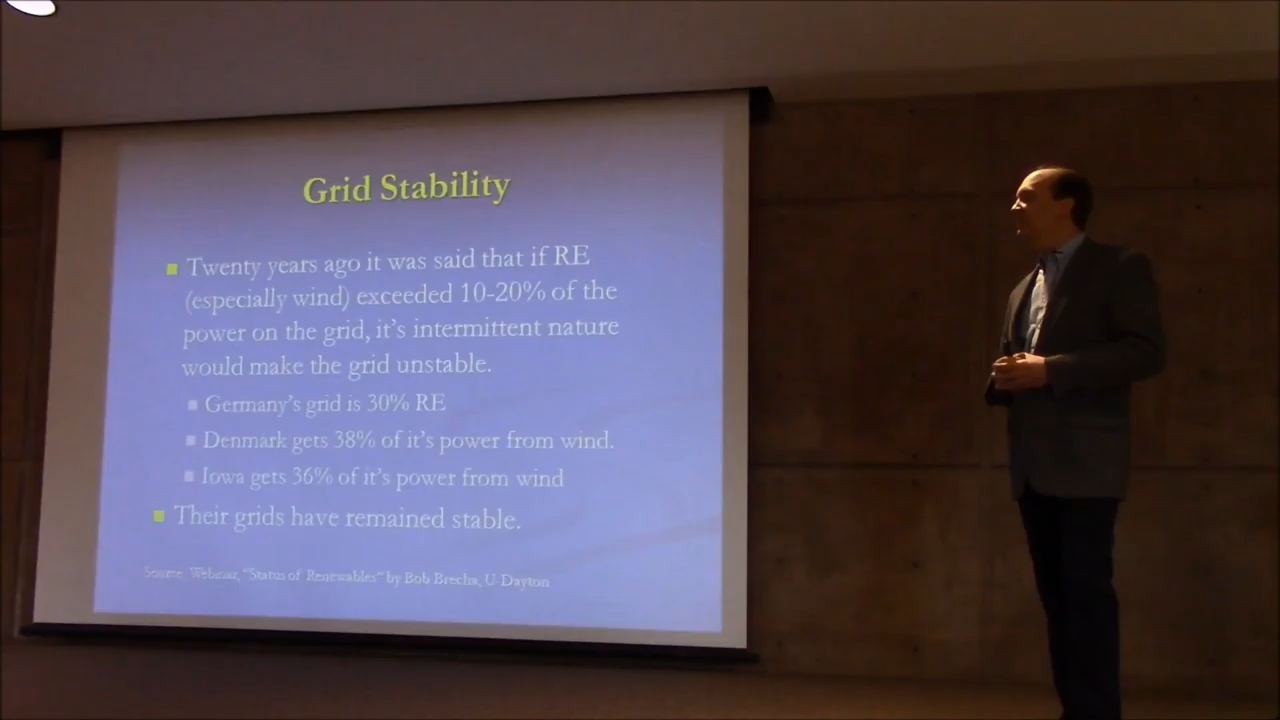 Grid Stability
Twenty years ago it was said that if RE
(especially wind) exceeded 10-20% of the
power on the grid, it's intermittent nature
would make the grid unstable.
Germany's grid is 30% RE
Denmark gets 38% of it's power from wind.
Iowa gets 36% of it's power from wind
Their grids have remained stable.
Source: Webinar, "Status of Renewables" by Bob Brecha, U-Dayton